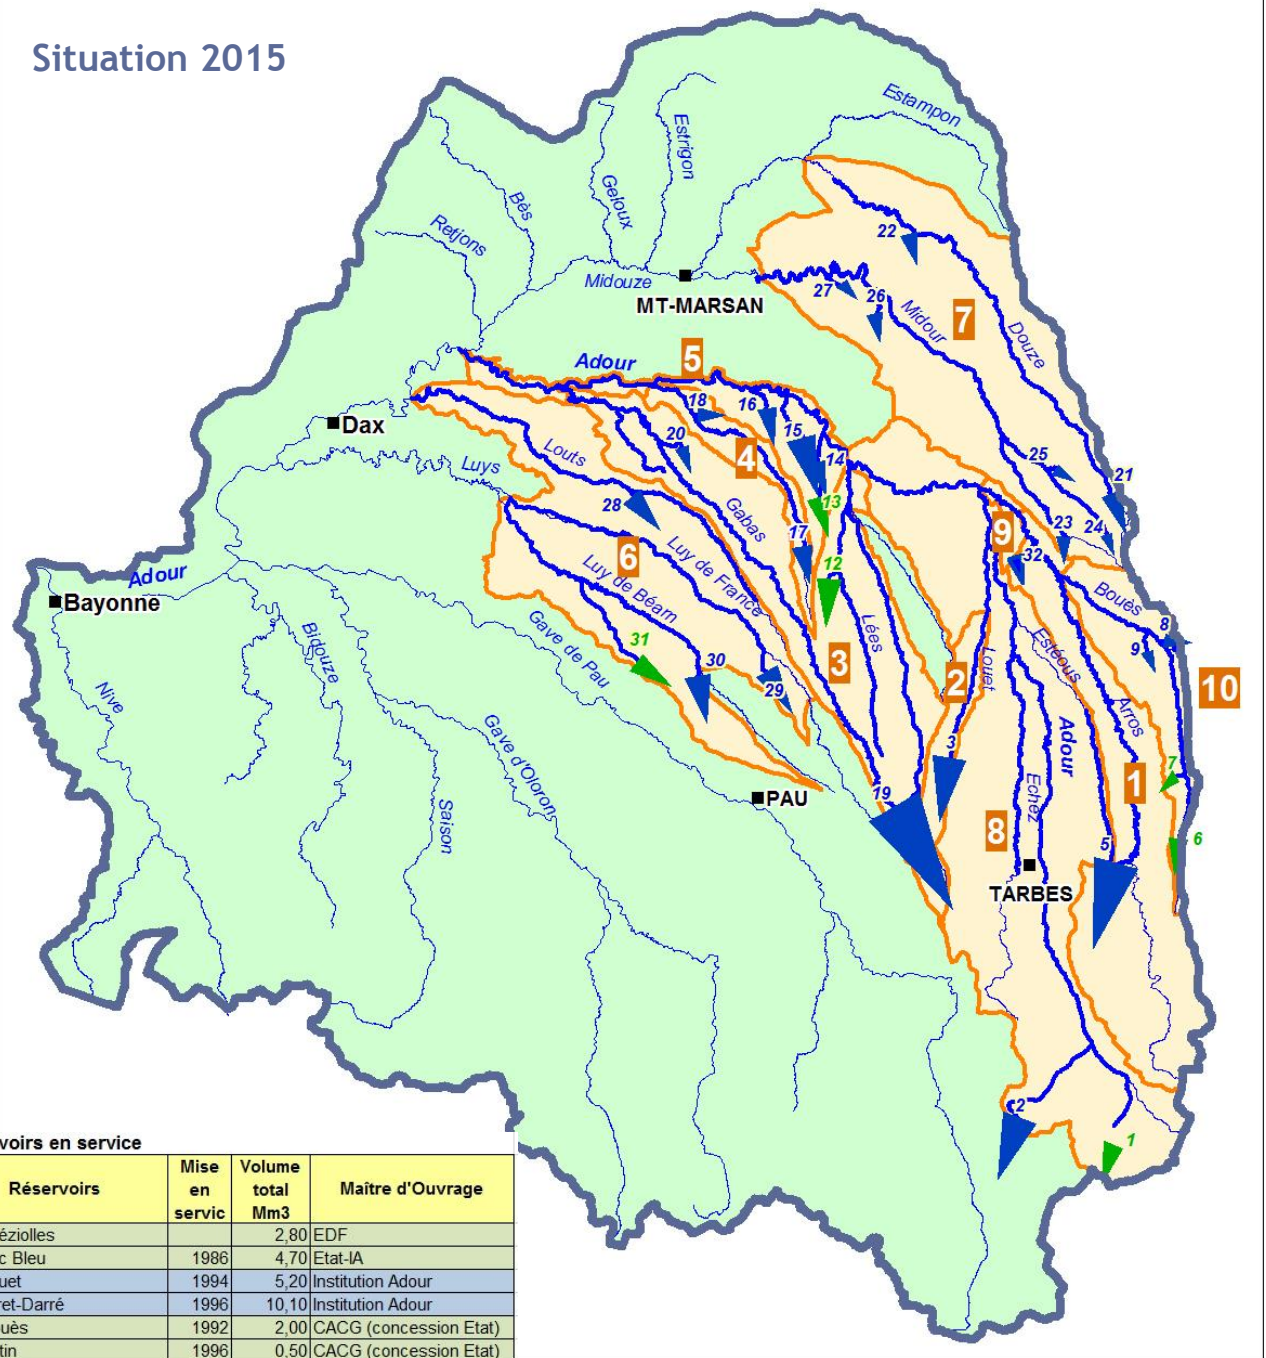 Situation 2015
Estampon
Estrigon
Geloux
Bès
Retjons
22
Midouze
MT-MARSAN
27
26
Midour
7
Douze
Adour
5
18
16
15
14
Dax
20
4
25
21
Louts
Luys
28
Gabas
13
17
9
23
24
32
6
Luy de France
12
Luy de Béarn
Adour
Bayonne
Bouès
8
9
Bidouze
Gave de Pau
31
30
29
Lées
3
2
Louet
Estéous
Arros
10
Nive
Gave d'Oloron
Adour
3
Echez
1
7
19
PAU
Saison
8
5
6
TARBES
2
1
voirs en service
Réservoirs
Mise en servic
Volume total Mm3
Maître d'Ouvrage
éziolles 2,80 EDF
c Bleu 1986 4,70 Etat-IA
uet 1994 5,20 Institution Adour
ret-Darré 1996 10,10 Institution Adour
uès 1992 2,00 CACG (concession Etat)
tin 1996 0,50 CACG (concession Etat)